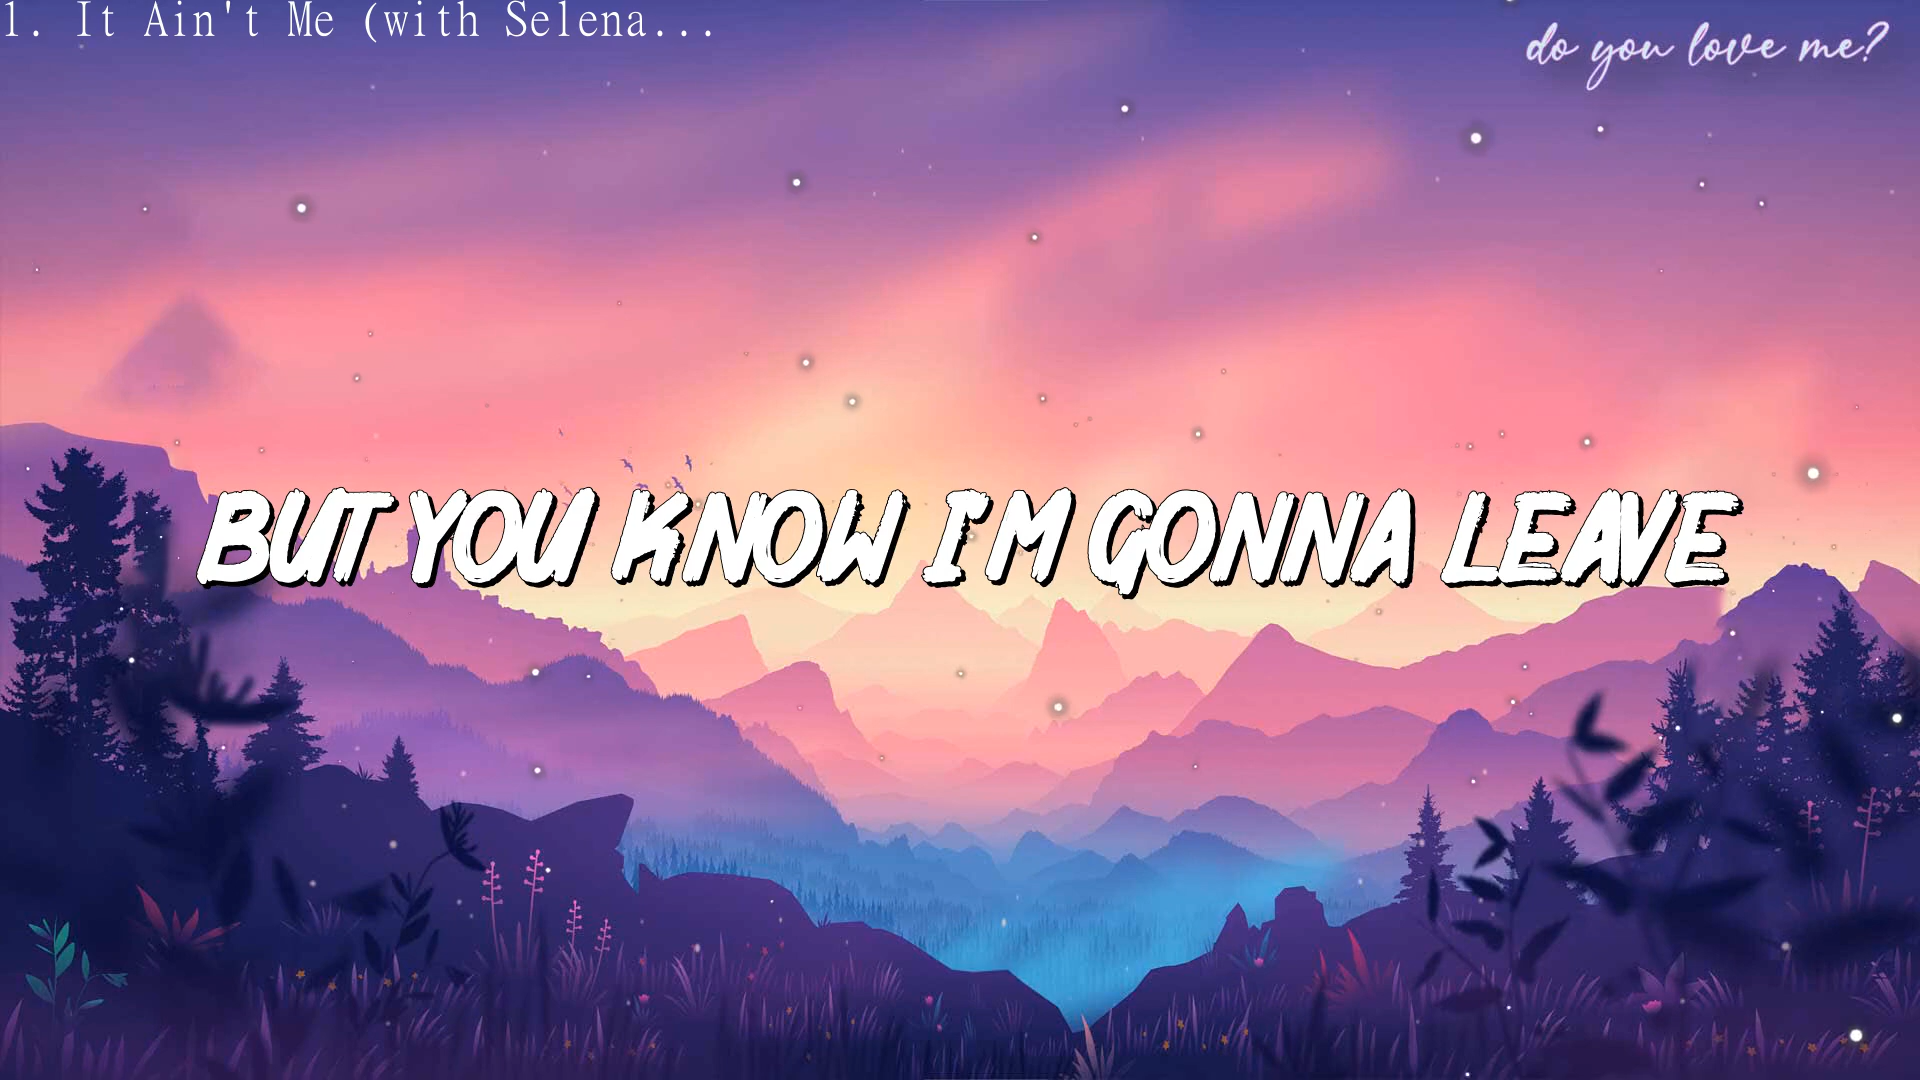 1. It Ain't Me (with Selena...
do you love me?
BUT YOU KNOW I'M GONNA LEAVE